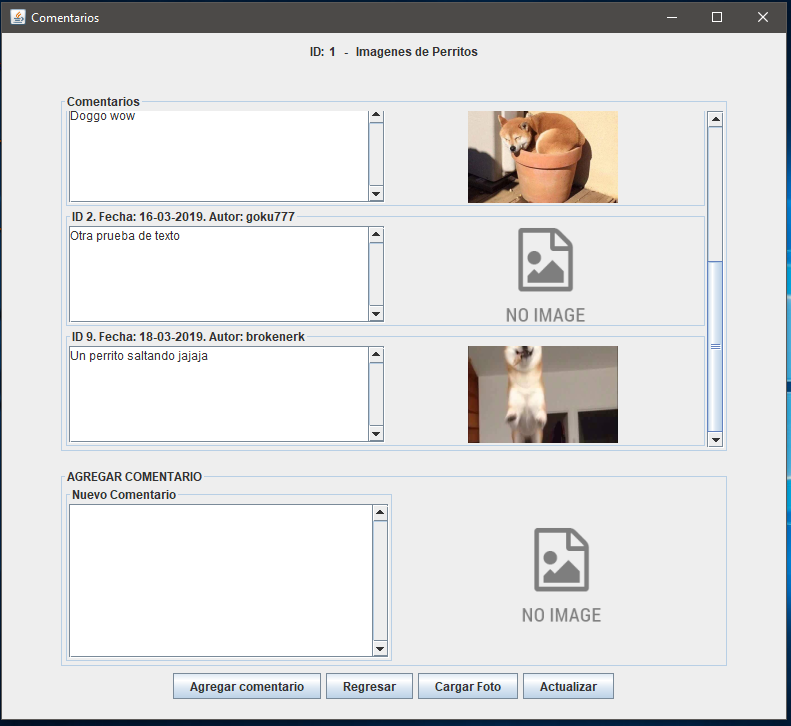 Comentarios
ID: 1 - Imagenes de Perritos
Comentarios
Doggo wow
ID 2. Fecha: 16-03-2019. Autor: goku777
Otra prueba de texto
NO IMAGE
ID 9. Fecha: 18-03-2019. Autor: brokenerk
Un perrito saltando jajaja
AGREGAR COMENTARIO
Nuevo Comentario
NO IMAGE
Agregar comentario Regresar Cargar Foto Actualizar